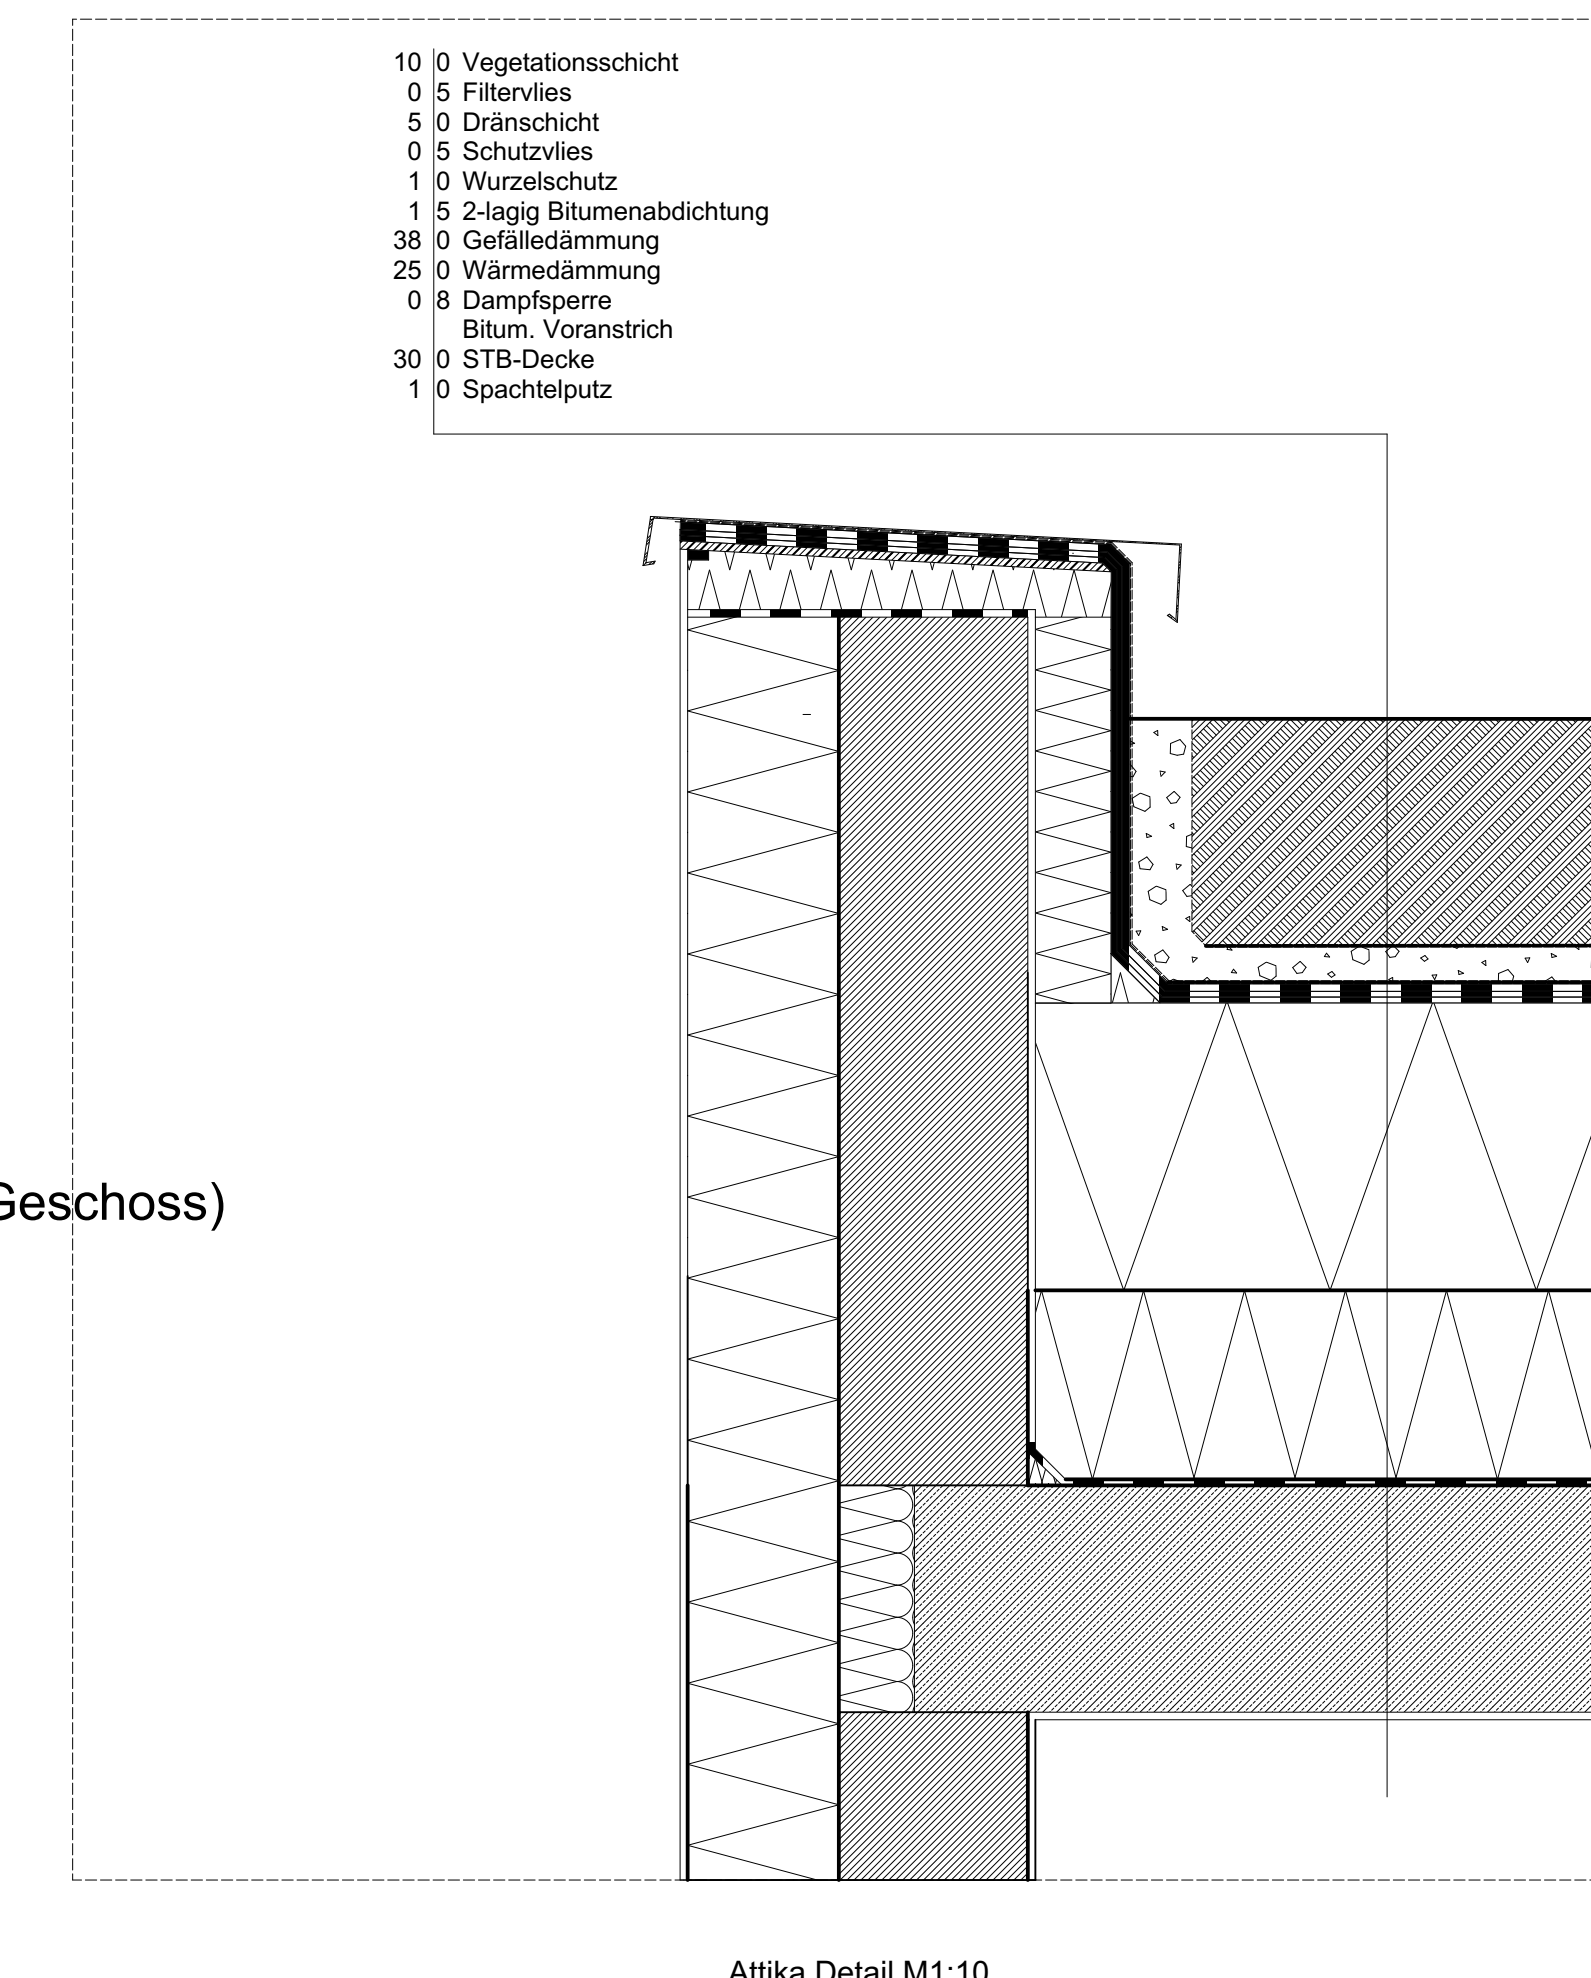 10 0 Vegetationsschicht
0 5 Filtervlies
5 0 Dränschicht
0 5 Schutzvlies
1 0 Wurzelschutz
1 5 2-lagig Bitumenabdichtung
38 0 Gefälledämmung
25 0 Wärmedämmung
0 8 Dampfsperre
Bitum. Voranstrich
30 0 STB-Decke
1 0 Spachtelputz
Geschoss)
Attika Detail M1:10